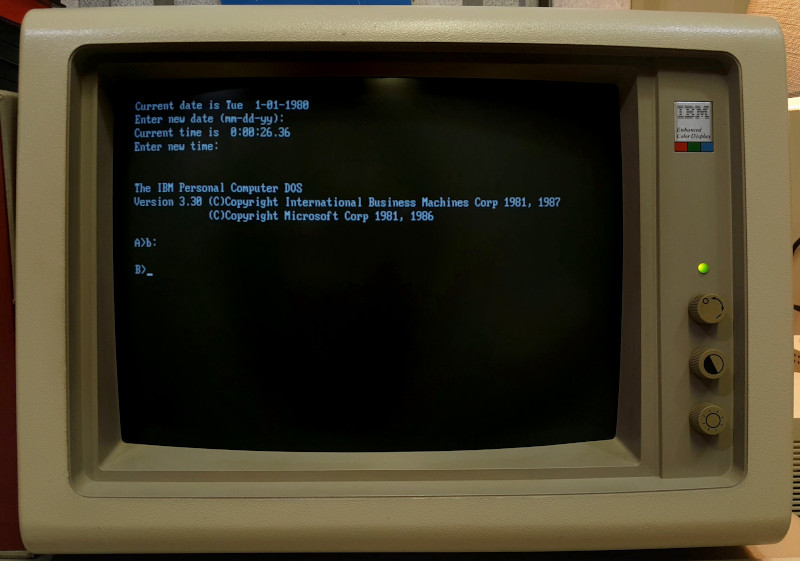 Current date is Tue  1-01-1980
Enter new date (mm-dd-yy):
Current time is  0:00:26.36
Enter new time:
The IBM Personal Computer DOS
Version 3.30 (C)Copyright International Business Machines Corp 1981, 1987
(C)Copyright Microsoft Corp 1981, 1986
A>b:
B>_
IBM
Enhanced
Color Display